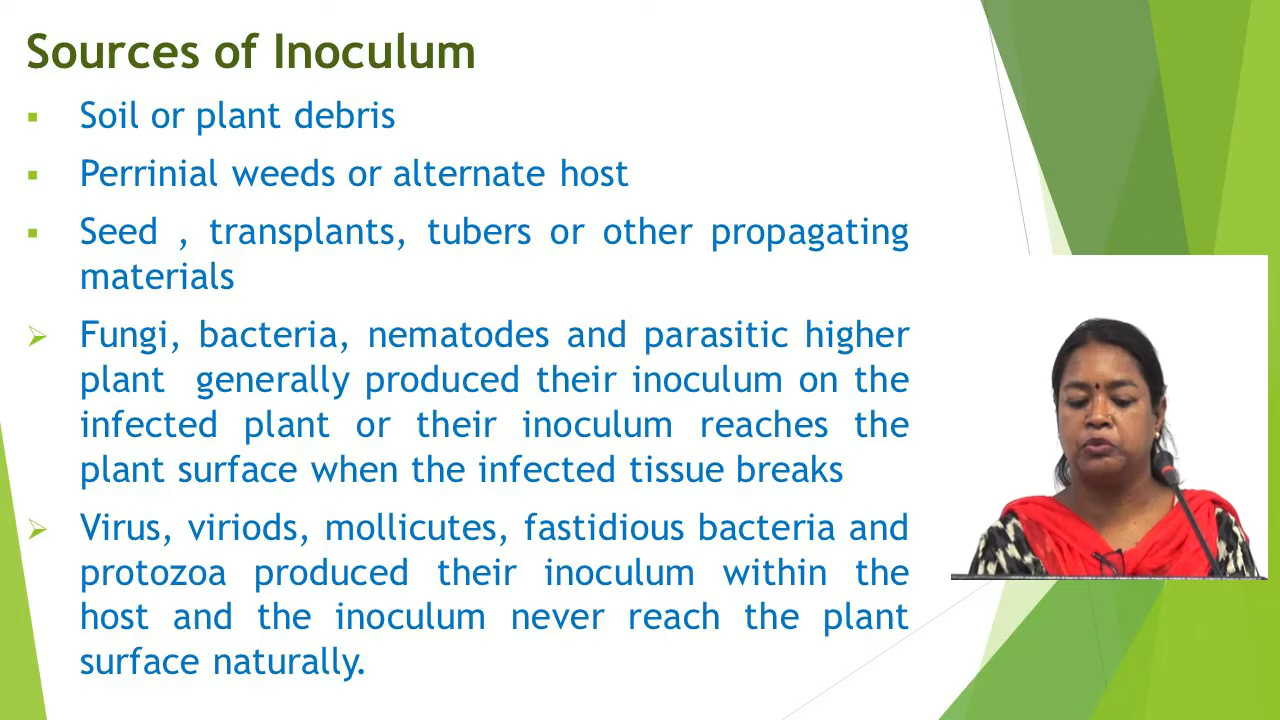 Sources of Inoculum
Soil or plant debris
Perrinial weeds or alternate host
Seed , transplants, tubers or other propagating
materials
Fungi, bacteria, nematodes and parasitic higher
plant generally produced their inoculum on the
infected plant or their inoculum reaches the
plant surface when the infected tissue breaks
Virus, viriods, mollicutes, fastidious bacteria and
protozoa produced their inoculum within the
host and the inoculum never reach the plant
surface naturally.